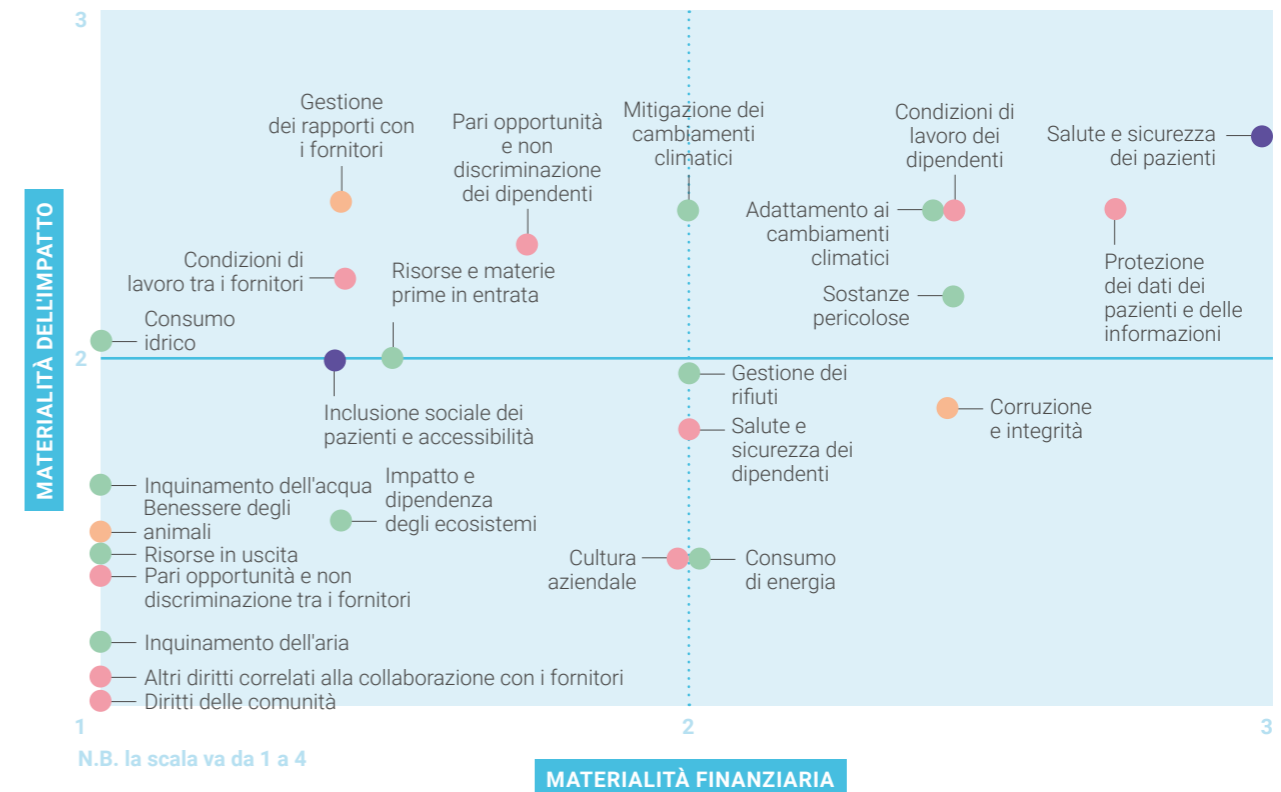 3
Gestione
dei rapporti con
i fornitori
Pari opportunità
e non
discriminazione
dei dipendenti
Mitigazione dei
cambiamenti
climatici
Condizioni di
lavoro dei
dipendenti
Salute e sicurezza
dei pazienti
Adattamento ai
cambiamenti
climatici
Condizioni di
lavoro tra i fornitori
Risorse e materie
prime in entrata
Protezione
dei dati dei
pazienti e delle
informazioni
Sostanze
pericolose
Consumo
idrico
2
MATERIALITÀ DELL'IMPATTO
Inclusione sociale dei
pazienti e accessibilità
Gestione dei
rifiuti
Salute e
sicurezza dei
dipendenti
Corruzione
e integrità
Inquinamento dell'acqua
Benessere degli
animali
Impatto e
dipendenza
degli ecosistemi
Risorse in uscita
Pari opportunità e non
discriminazione tra i fornitori
Cultura
aziendale
Consumo
di energia
Inquinamento dell'aria
Altri diritti correlati alla collaborazione con i fornitori
Diritti delle comunità
1
2
3
N.B. la scala va da 1 a 4
MATERIALITÀ FINANZIARIA